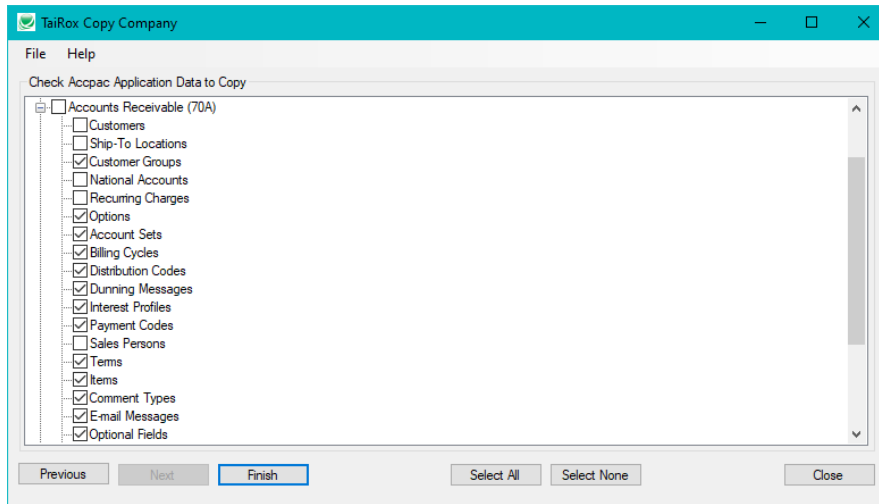 TaiRox Copy Company
File Help
Check Accpac Application Data to Copy
Accounts Receivable (70A)
Customers
Ship-To Locations
Customer Groups
National Accounts
Recurring Charges
Options
Account Sets
Billing Cycles
Distribution Codes
Dunning Messages
Interest Profiles
Payment Codes
Sales Persons
Terms
Items
Comment Types
E-mail Messages
Optional Fields
Previous Next Finish Select All Select None Close